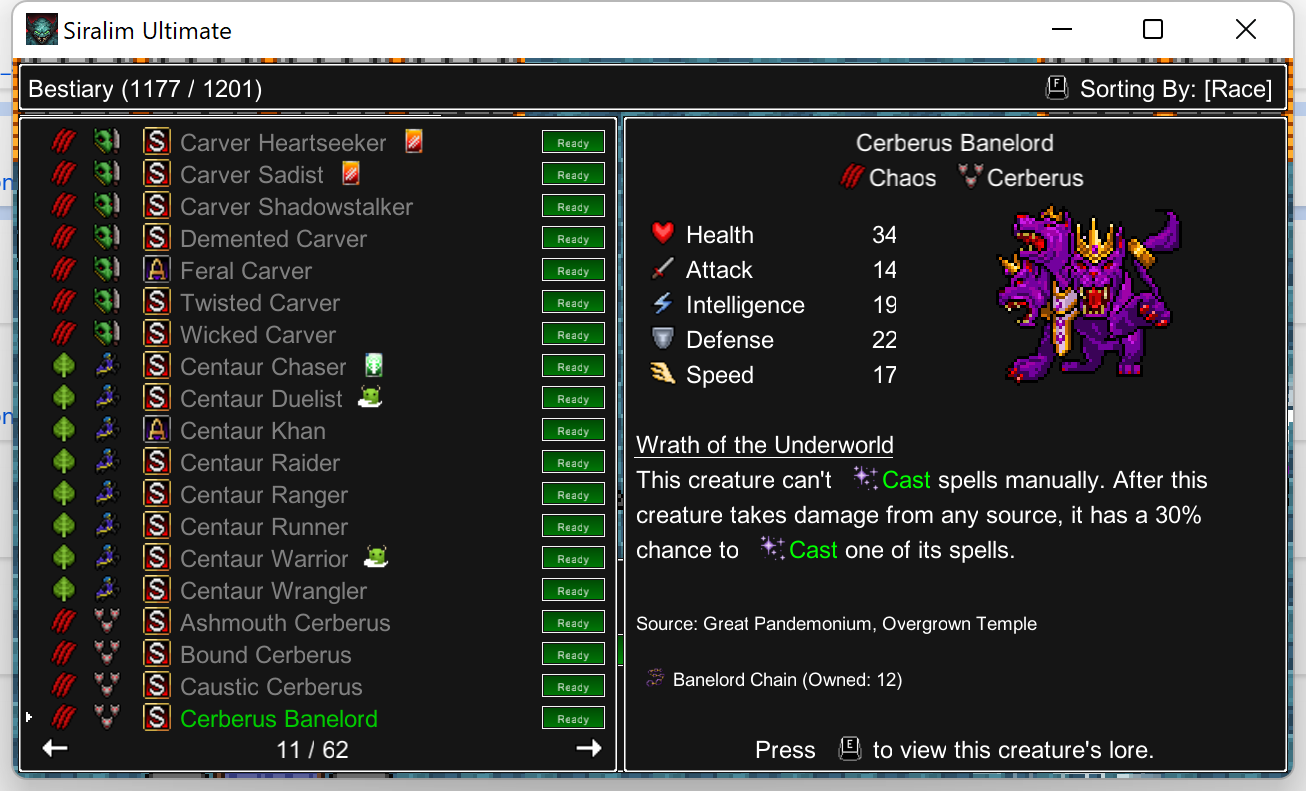 Siralim Ultimate
Bestiary (1177 / 1201)
F Sorting By: [Race]
S Carver Heartseeker Ready
S Carver Sadist Ready
S Carver Shadowstalker Ready
S Demented Carver Ready
A Feral Carver Ready
S Twisted Carver Ready
S Wicked Carver Ready
S Centaur Chaser Ready
S Centaur Duelist Ready
A Centaur Khan Ready
S Centaur Raider Ready
S Centaur Ranger Ready
S Centaur Runner Ready
S Centaur Warrior Ready
S Centaur Wrangler Ready
S Ashmouth Cerberus Ready
S Bound Cerberus Ready
S Caustic Cerberus Ready
S Cerberus Banelord Ready
11 / 62
Cerberus Banelord
Chaos Cerberus
Health 34
Attack 14
Intelligence 19
Defense 22
Speed 17
Wrath of the Underworld
This creature can't Cast spells manually. After this
creature takes damage from any source, it has a 30%
chance to Cast one of its spells.
Source: Great Pandemonium, Overgrown Temple
Banelord Chain (Owned: 12)
Press E to view this creature's lore.